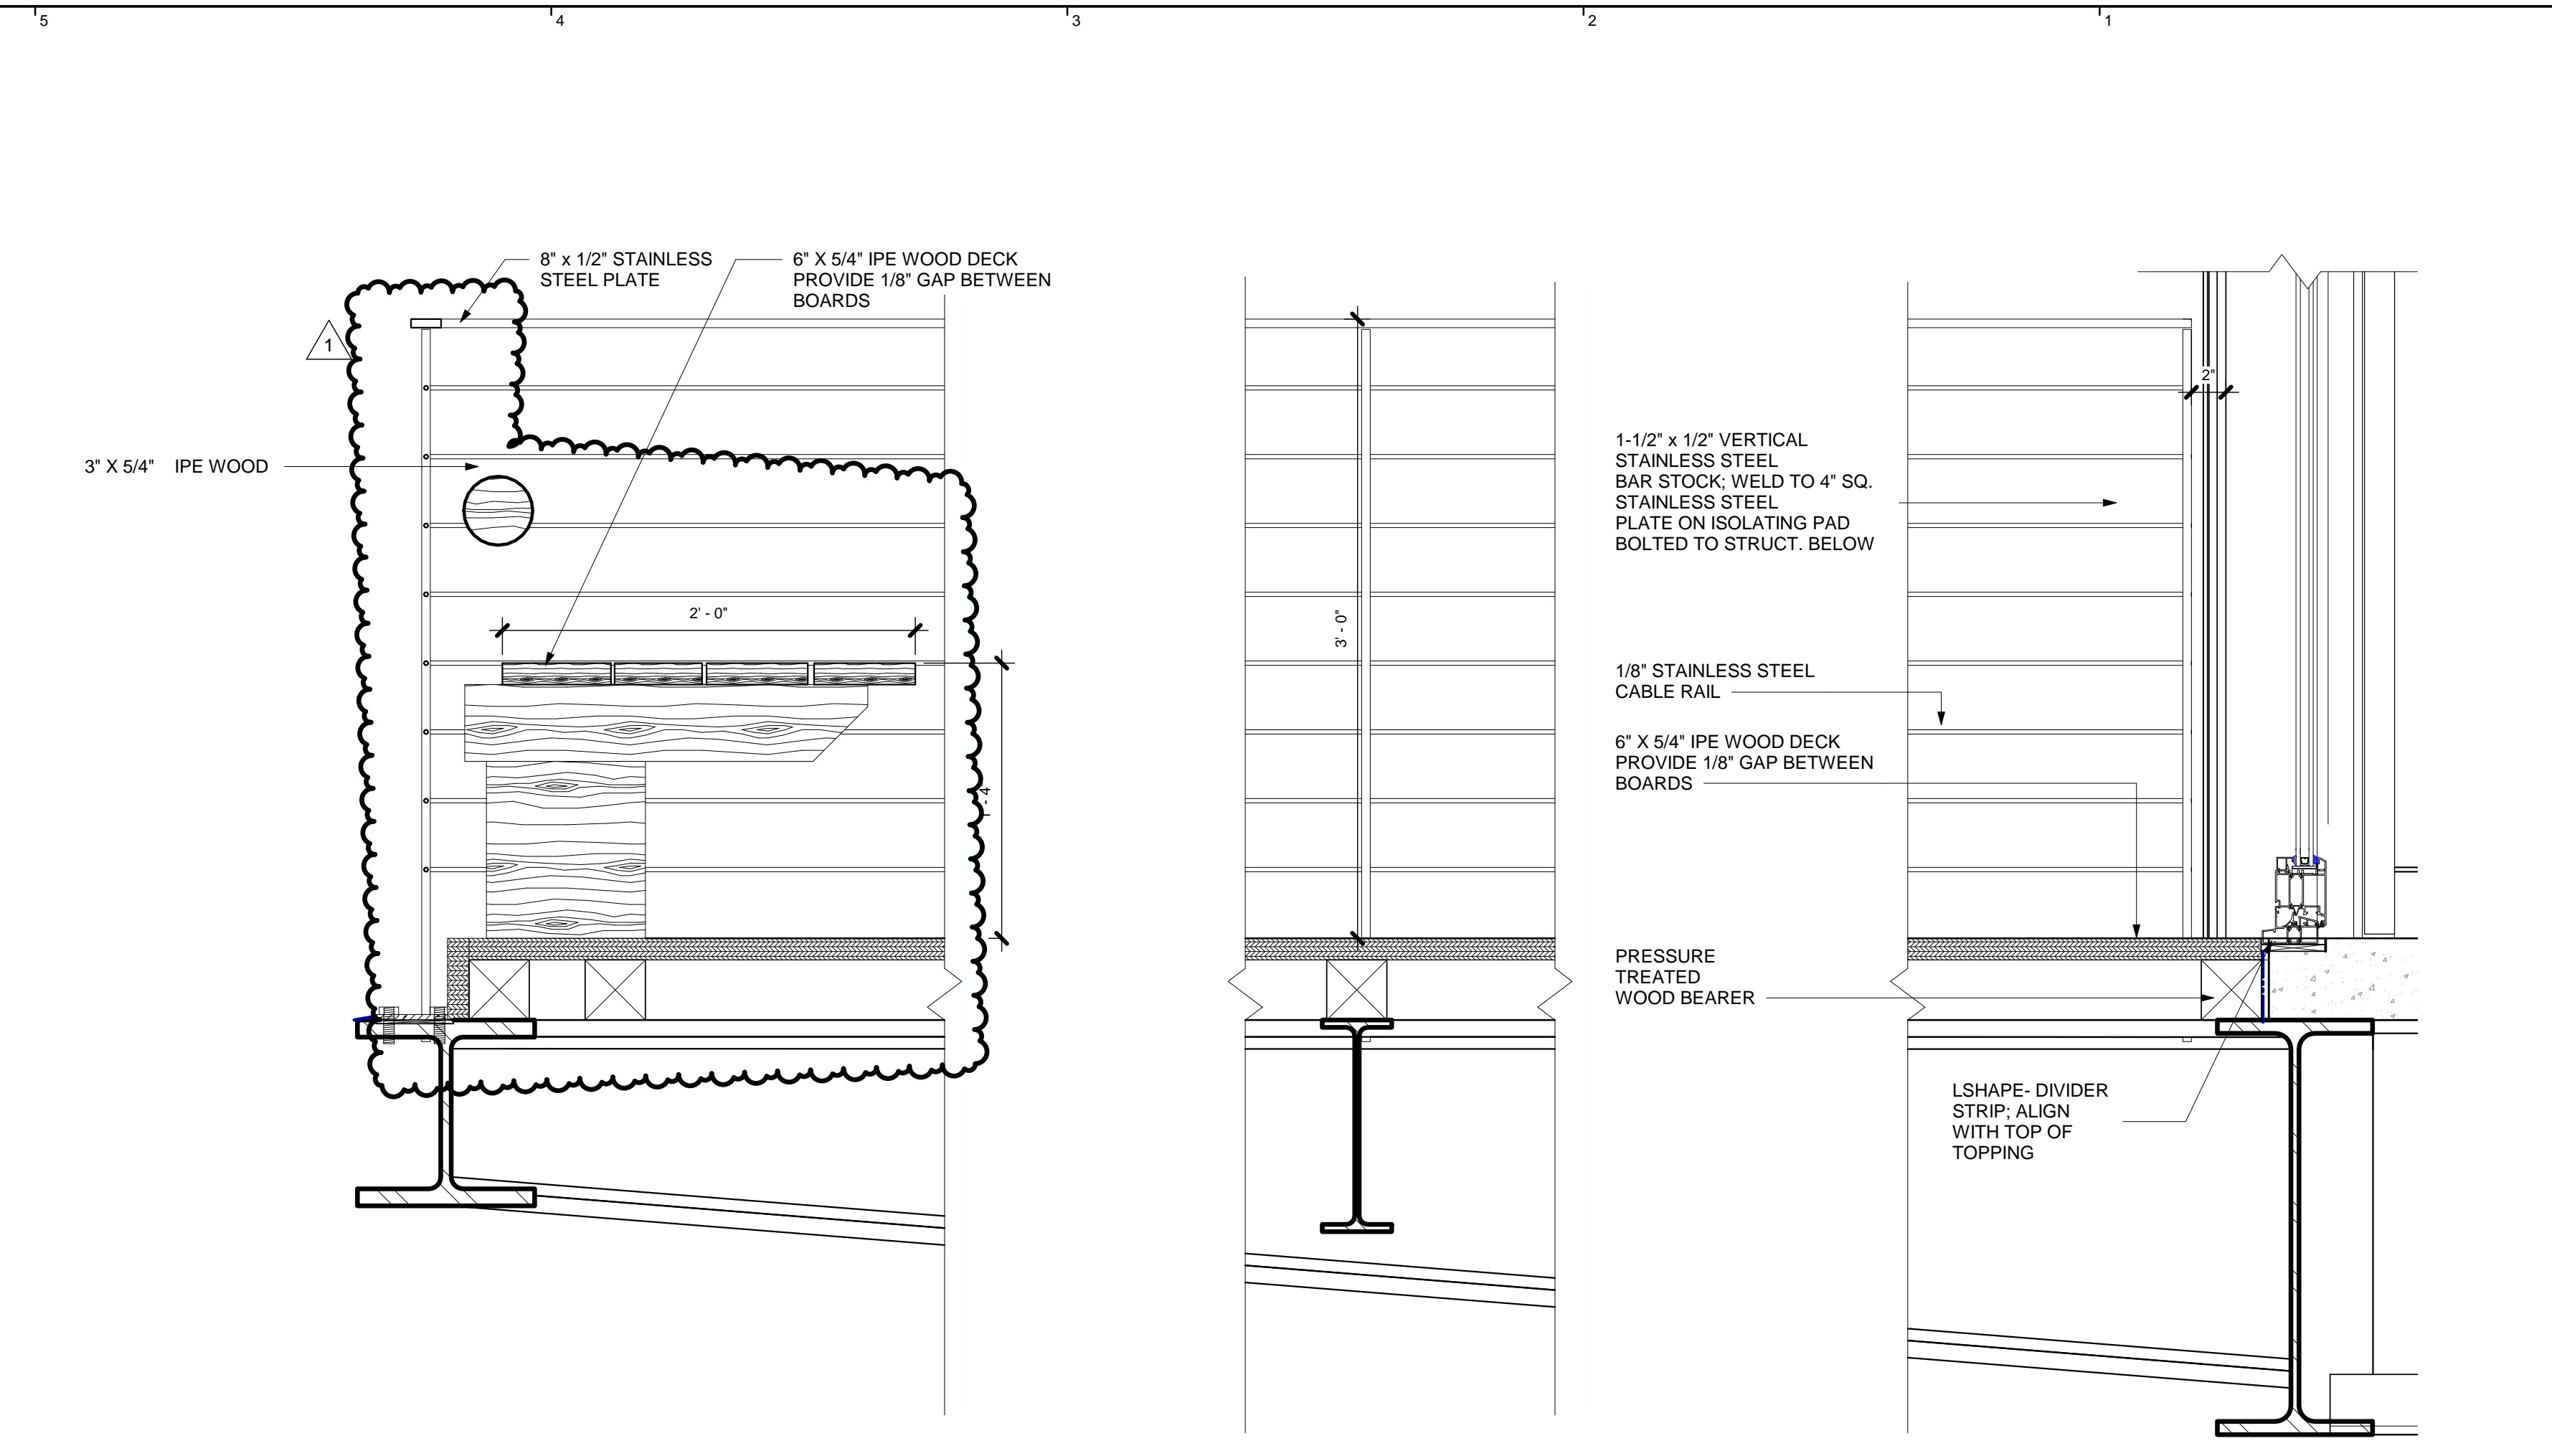 5 4 3 2 1
8" x 1/2" STAINLESS
STEEL PLATE
6" X 5/4" IPE WOOD DECK
PROVIDE 1/8" GAP BETWEEN
BOARDS
1
3" X 5/4" IPE WOOD
2' - 0"
3' - 0"
2"
1-1/2" x 1/2" VERTICAL
STAINLESS STEEL
BAR STOCK; WELD TO 4" SQ.
STAINLESS STEEL
PLATE ON ISOLATING PAD
BOLTED TO STRUCT. BELOW
1/8" STAINLESS STEEL
CABLE RAIL
6" X 5/4" IPE WOOD DECK
PROVIDE 1/8" GAP BETWEEN
BOARDS
PRESSURE
TREATED
WOOD BEARER
LSHAPE- DIVIDER
STRIP; ALIGN
WITH TOP OF
TOPPING